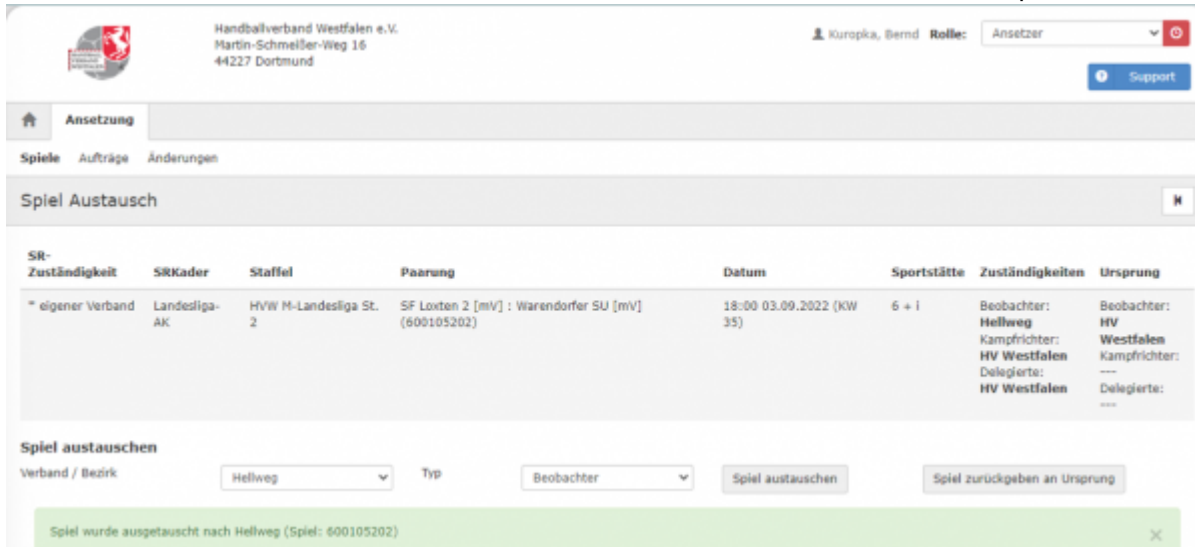 Handballverband Westfalen e.V.
Martin-Schmeißer-Weg 16
44227 Dortmund
Kuropka, Bernd Rolle: Ansetzer
Support
Ansetzung
Spiele Aufträge Änderungen
Spiel Austausch
SR-
Zuständigkeit SRKader Staffel Paarung Datum Sportstätte Zuständigkeiten Ursprung
* eigener Verband Landesliga- HVW M-Landesliga St. SF Loxten 2 [mV] : Warendorfer SU [mV] 18:00 03.09.2022 (KW 6 + i Beobachter: Beobachter:
AK 2 (600105202) 35) Hellweg HV
Kampfrichter: Westfalen
HV Westfalen Kampfrichter:
Delegierte: ---
HV Westfalen Delegierte:
---
Spiel austauschen
Verband / Bezirk Hellweg Typ Beobachter Spiel austauschen Spiel zurückgeben an Ursprung
Spiel wurde ausgetauscht nach Hellweg (Spiel: 600105202) ×